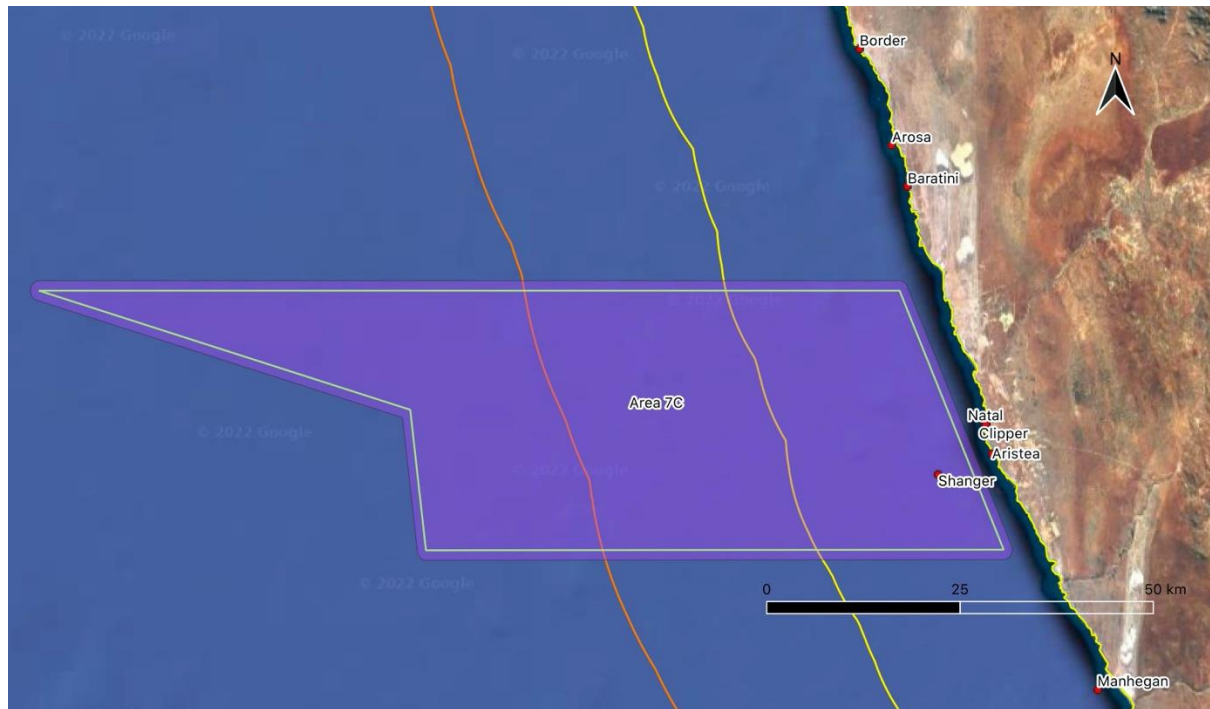 © 2022 Google
© 2022 Google
Border
N
Arosa
Baratini
© 2022 Google
© 2022 Google
Area 7C
Natal
Clipper
Aristea
© 2022 Google
© 2022 Google
Shanger
© 2022 Google
0 25 50 km
Manhegan